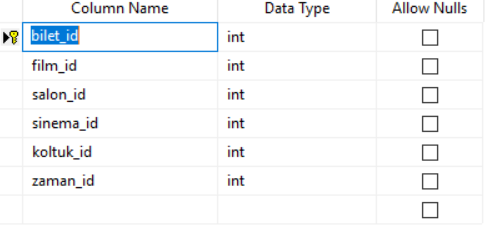 Column Name Data Type Allow Nulls
bilet_id int
film_id int
salon_id int
sinema_id int
koltuk_id int
zaman_id int